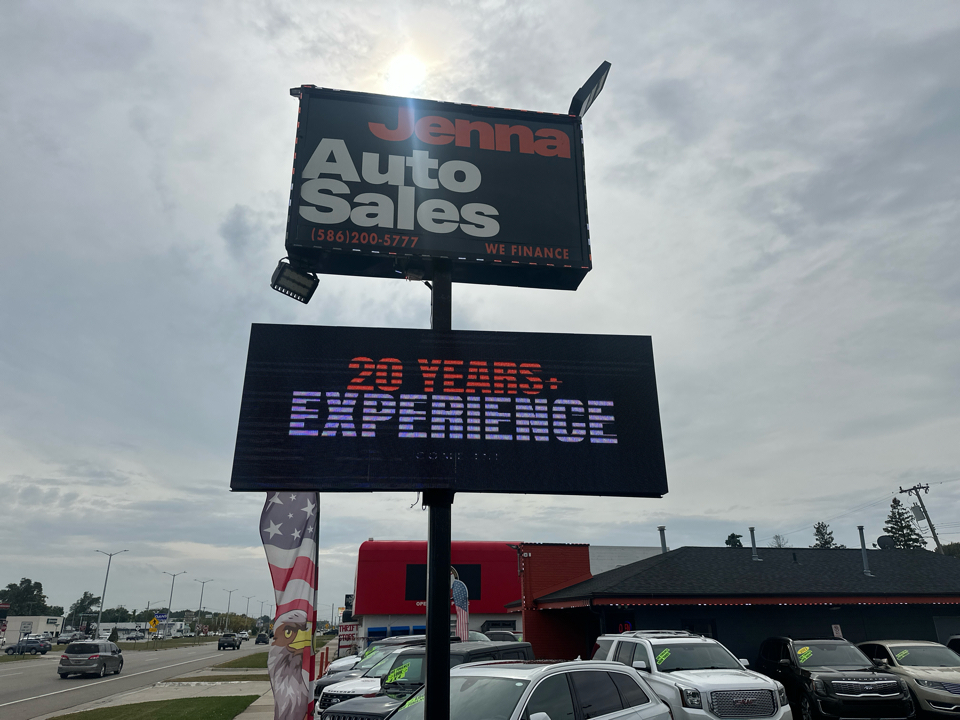 Jenna
Auto
Sales
(586)200-5777
WE FINANCE
20 YEARS+
EXPERIENCE